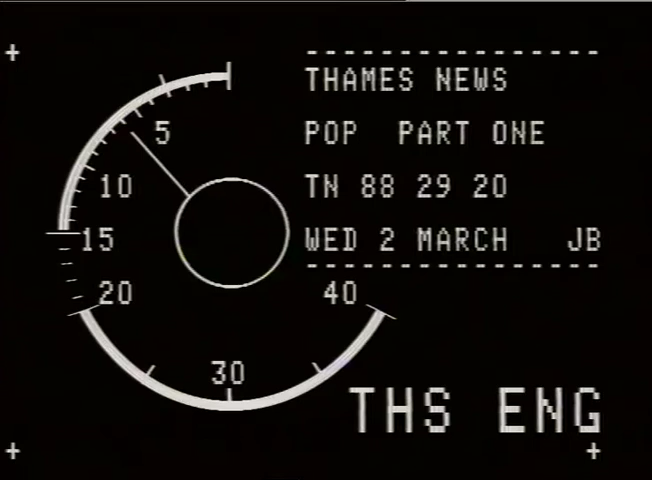 THAMES NEWS
POP PART ONE
TN 88 29 20
WED 2 MARCH JB
5
10
15
20
30
40
THS ENG